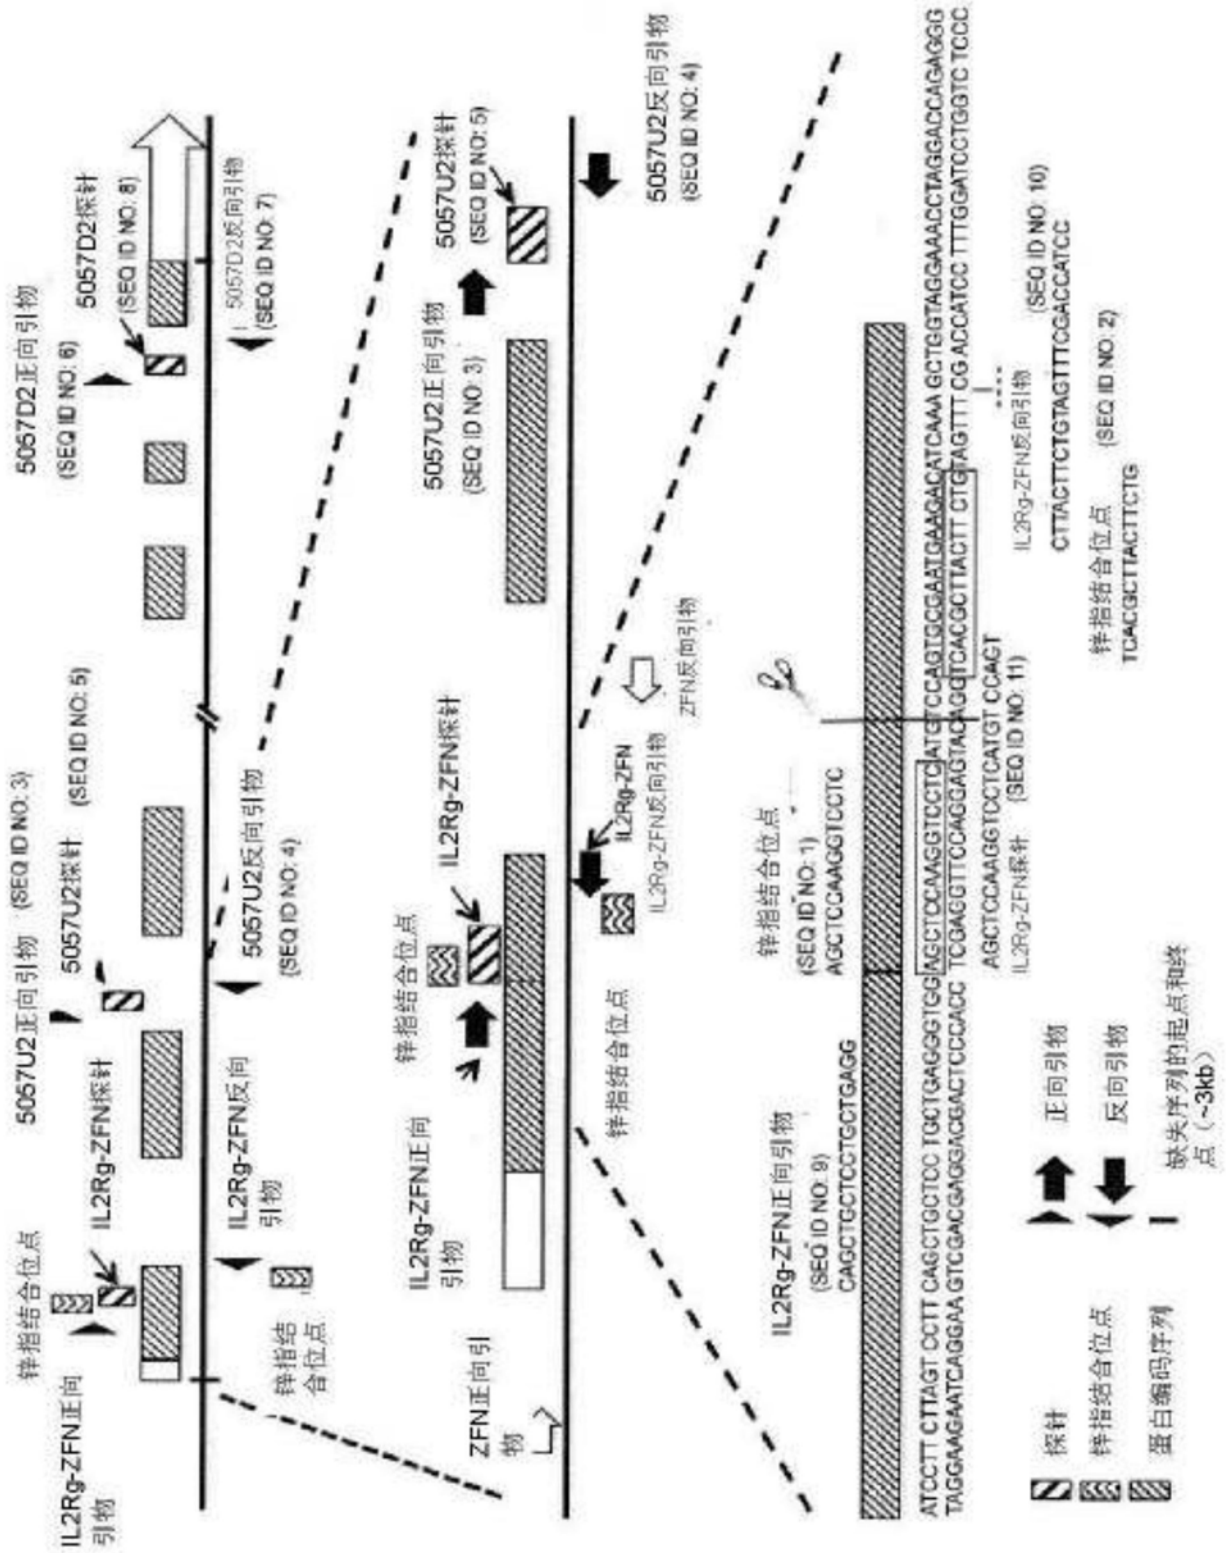 5057D2正向引物
(SEQ ID NO: 6)
5057D2探针
(SEQ ID NO: 8)
5057U2正向引物 (SEQ ID NO: 3)
5057U2探针
(SEQ ID NO: 5)
锌指结合位点
IL2Rg-ZFN探针
IL2Rg-ZFN正向
引物
5057D2反向引物
(SEQ ID NO: 7)
5057U2反向引物
(SEQ ID NO: 4)
IL2Rg-ZFN反向
引物
锌指结
合位点
5057U2探针
(SEQ ID NO: 5)
5057U2正向引物
(SEQ ID NO: 3)
IL2Rg-ZFN探针
锌指结合位点
IL2Rg-ZFN正向
引物
ZFN正向引
物
5057U2反向引物
(SEQ ID NO: 4)
ZFN反向引物
IL2Rg-ZFN
IL2Rg-ZFN反向引物
锌指结合位点
锌指结合位点
(SEQ ID NO: 1)
AGCTCCAAGGTCCTC
IL2Rg-ZFN正向引物
(SEQ ID NO: 9)
CAGCTGCTCCTGCTGAGG
ATCCTT CTTAGT CCTT CAGCTGCTCC TGCTGAGGGTGGAGCTCCAAGGTCCTCATGTCCAGTGCGAATGAAGACATCAAA GCTGGTAGGAAACCTAGGACCAGAGGG
TAGGAAGAATCAGGAA GTCGACGAGGACGACTCCCACC TCGAGGTTCCAGGAGTACAGGTCACGCTTACTT CTGTAGTTT CG ACCATCC TTTGGATCCTGGTC TCCC
AGCTCCAAGGTCCTCATGT CCAGT
IL2Rg-ZFN探针 (SEQ ID NO: 11)
IL2Rg-ZFN反向引物 (SEQ ID NO: 10)
CTTACTTCTGTAGTTTCGACCATCC
锌指结合位点 (SEQ ID NO: 2)
TCACGCTTACTTCTG
探针
正向引物
锌指结合位点
反向引物
蛋白编码序列
缺失序列的起点和终
点 (~3kb)